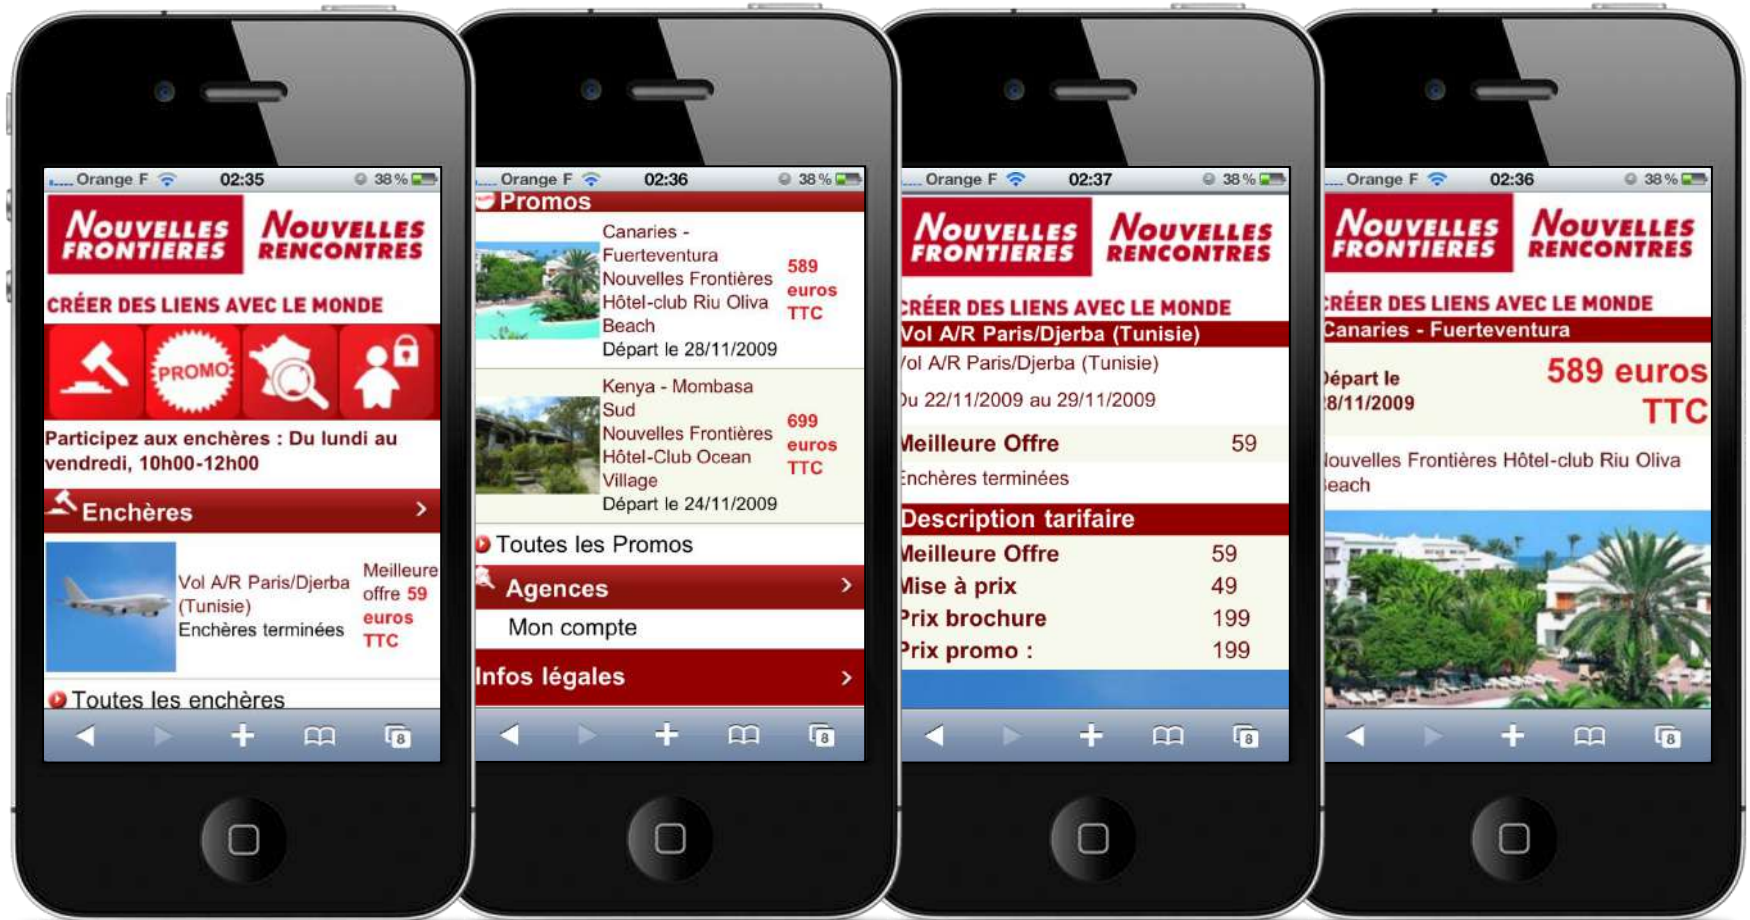 Orange F 02:35 38 %
NOUVELLES FRONTIERES
NOUVELLES RENCONTRES
CRÉER DES LIENS AVEC LE MONDE
PROMO
Participez aux enchères : Du lundi au
vendredi, 10h00-12h00
Enchères
Vol A/R Paris/Djerba
(Tunisie)
Enchères terminées
Meilleure
offre 59
euros
TTC
Toutes les enchères
8
Orange F 02:36 38 %
Promos
Canaries -
Fuerteventura
Nouvelles Frontières
Hôtel-club Riu Oliva
Beach
Départ le 28/11/2009
589
euros
TTC
Kenya - Mombasa
Sud
Nouvelles Frontières
Hôtel-Club Ocean
Village
Départ le 24/11/2009
699
euros
TTC
Toutes les Promos
Agences
Mon compte
Infos légales
8
Orange F 02:37 38 %
NOUVELLES FRONTIERES
NOUVELLES RENCONTRES
CRÉER DES LIENS AVEC LE MONDE
Vol A/R Paris/Djerba (Tunisie)
Vol A/R Paris/Djerba (Tunisie)
Du 22/11/2009 au 29/11/2009
Meilleure Offre 59
Enchères terminées
Description tarifaire
Meilleure Offre 59
Mise à prix 49
Prix brochure 199
Prix promo : 199
8
Orange F 02:36 38 %
NOUVELLES FRONTIERES
NOUVELLES RENCONTRES
CRÉER DES LIENS AVEC LE MONDE
Canaries - Fuerteventura
Départ le
28/11/2009
589 euros
TTC
Nouvelles Frontières Hôtel-club Riu Oliva
Beach
8